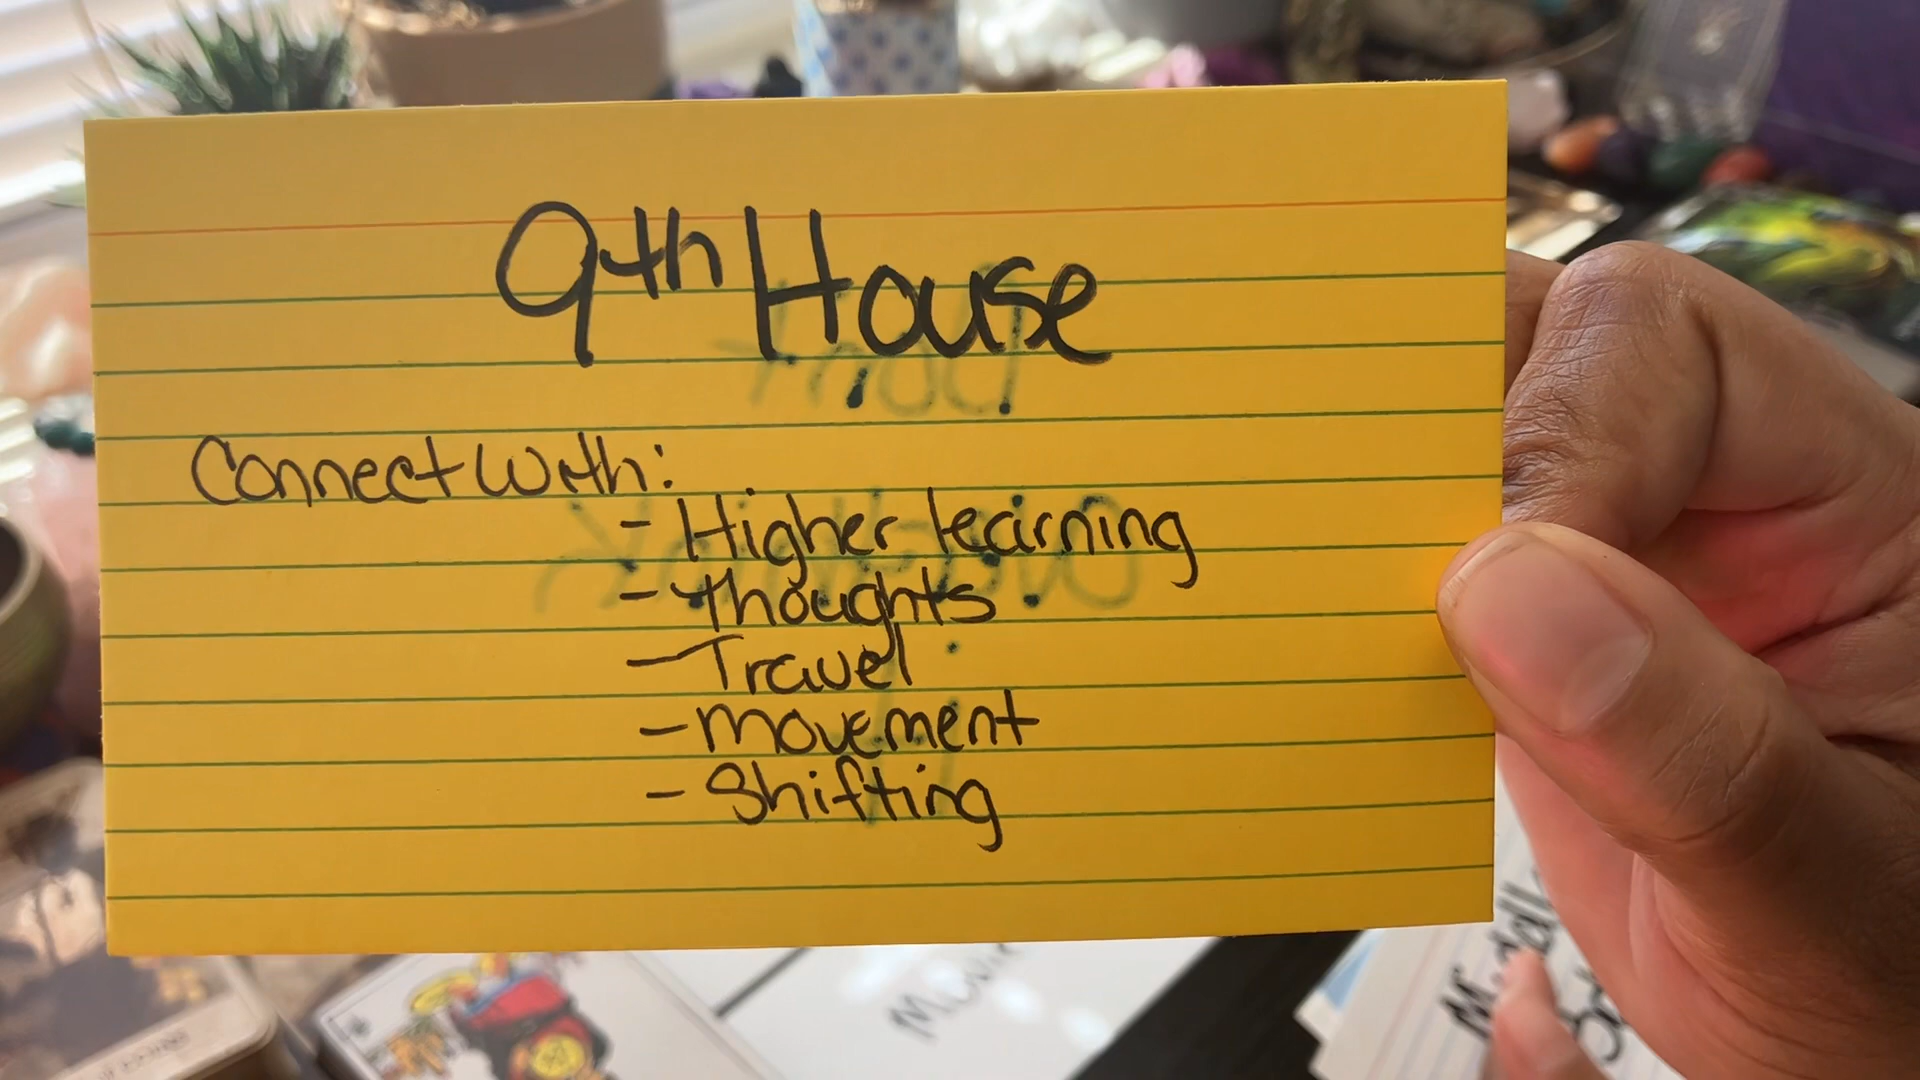 9th House
Connect With:
- Higher learning
- Thoughts
- Travel
- Movement
- Shifting